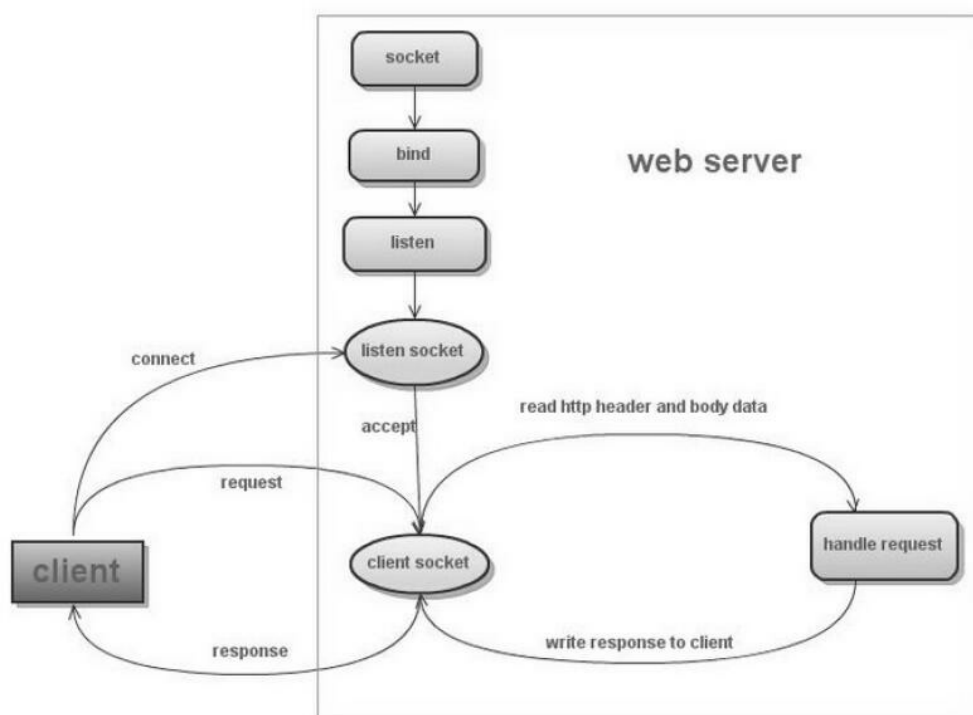 socket
bind
web server
listen
listen socket
connect
read http header and body data
accept
request
client
client socket
handle request
response
write response to client